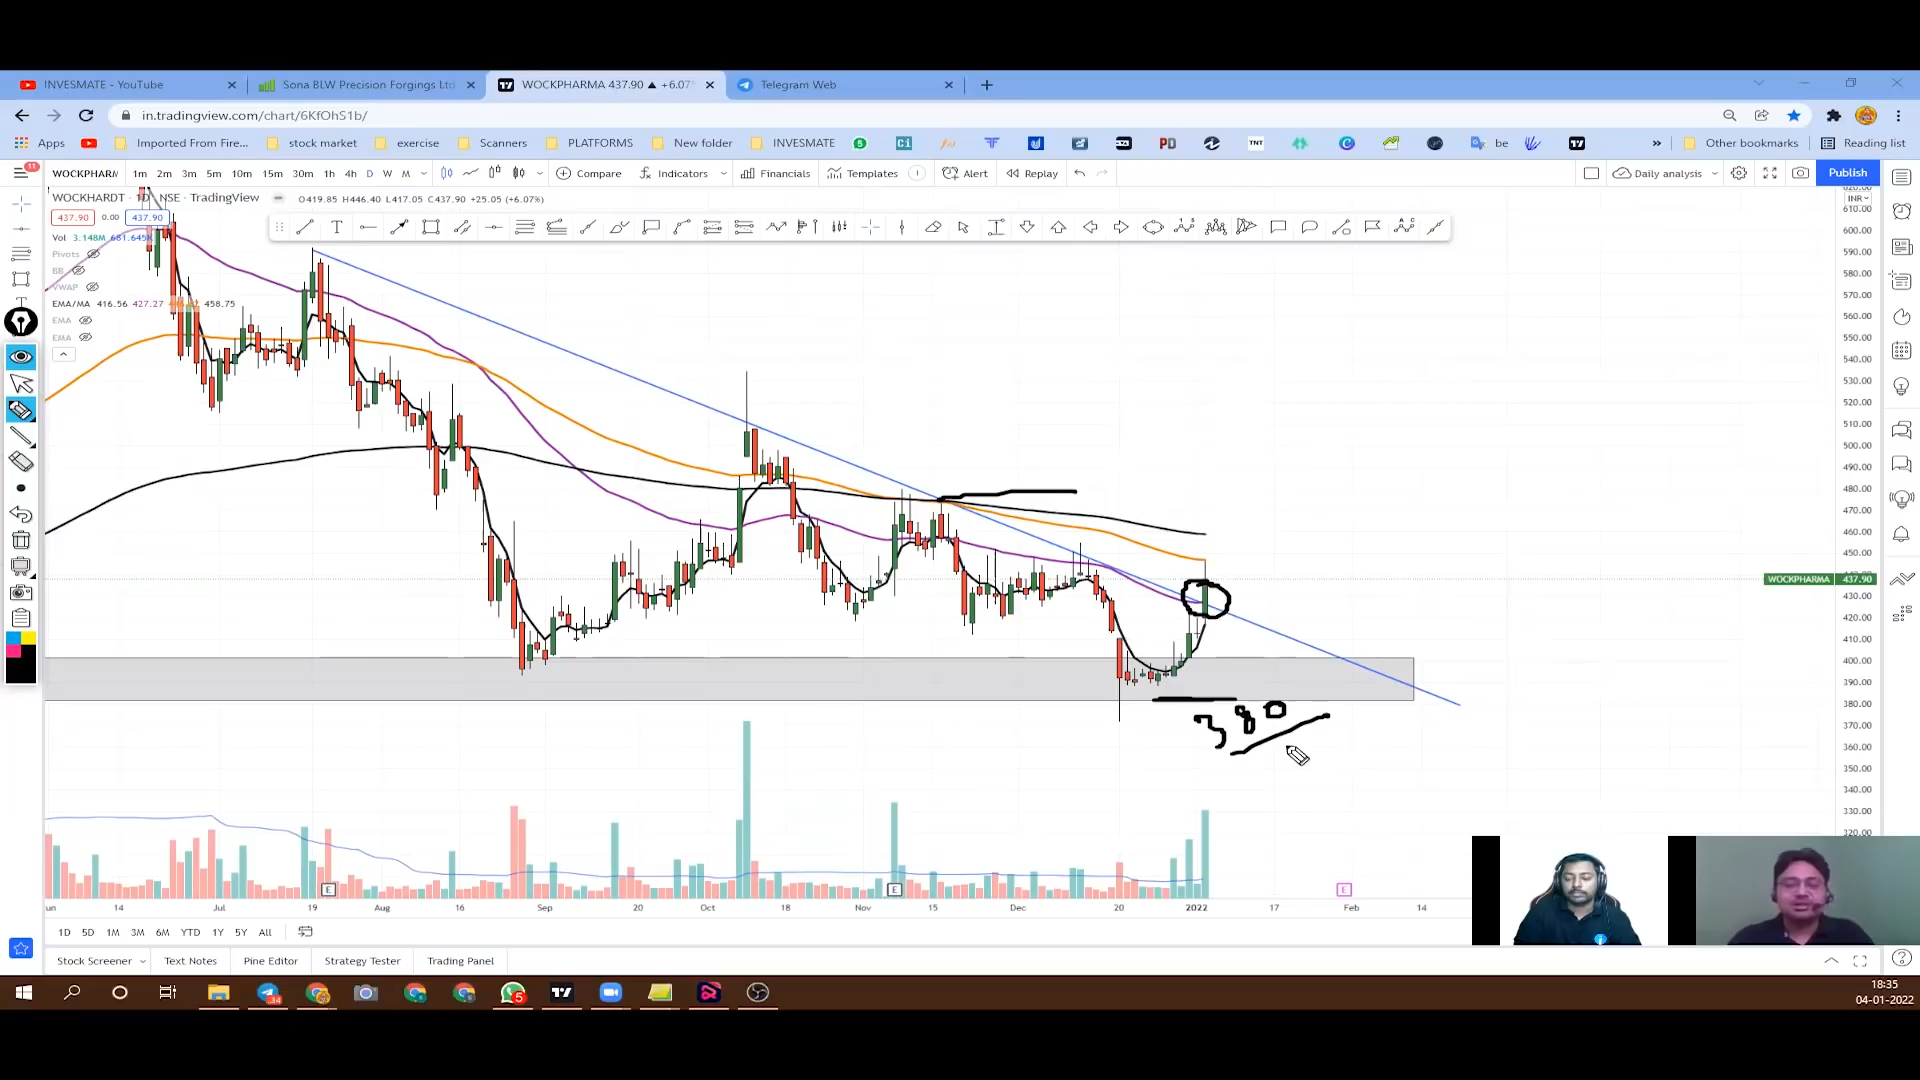 INVESMATE - YouTube
Sona BLW Precision Forgings Ltd
WOCKPHARMA 437.90 ▲ +6.07
Telegram Web
in.tradingview.com/chart/6KfOhS1b/
Apps
Imported From Fire...
stock market
exercise
Scanners
PLATFORMS
New folder
INVESMATE
be
Other bookmarks
Reading list
11
WOCKPHARM
1m 2m 3m 5m 10m 15m 30m 1h 4h D W M
Compare
Indicators
Financials
Templates
Alert
Replay
Daily analysis
Publish
WOCKHARDT · 1D · NSE · TradingView
O419.85 H446.40 L417.05 C437.90 +25.05 (+6.07%)
437.90 0.00 437.90
Vol 3.148M 681.645K
Pivots
BB
VWAP
EMA/MA 416.56 427.27 458.75
EMA
EMA
INR
610.00
600.00
590.00
580.00
570.00
560.00
550.00
540.00
530.00
520.00
510.00
500.00
490.00
480.00
470.00
460.00
450.00
WOCKPHARMA 437.90
430.00
420.00
410.00
400.00
390.00
380.00
370.00
360.00
350.00
340.00
330.00
320.00
380
E E E
14 Jul 19 Aug 16 Sep 20 Oct 18 Nov 15 Dec 20 2022 17 Feb 14
1D 5D 1M 3M 6M YTD 1Y 5Y All
Stock Screener
Text Notes
Pine Editor
Strategy Tester
Trading Panel
18:35
04-01-2022